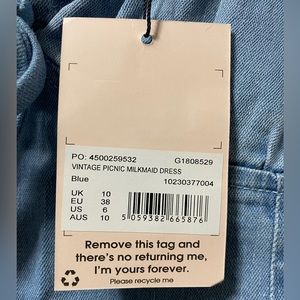 PO: 4500259532 G1808529
VINTAGE PICNIC MILKMAID DRESS
Blue 10230377004
UK 10
EU 38
US 6
AUS 10
5 059382 665876
Remove this tag and
there's no returning me,
I'm yours forever.
Please recycle me